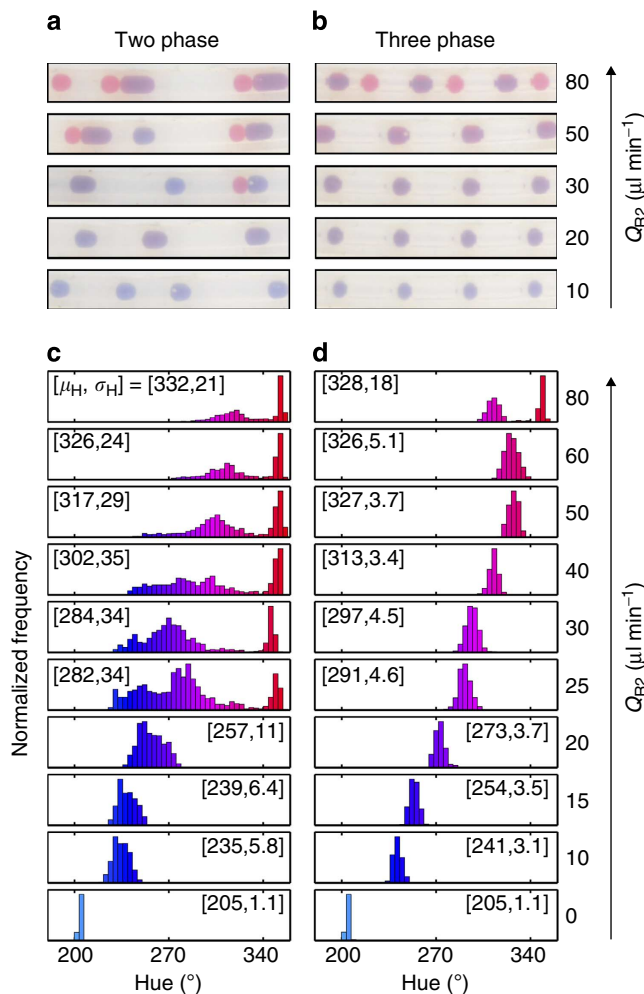 a
b
Two phase
Three phase
80
50
30
20
10
Q_B2 (µl min⁻¹)
c
d
[µ_H, σ_H] = [332,21]
[328,18]
80
[326,24]
[326,5.1]
60
[317,29]
[327,3.7]
50
[302,35]
[313,3.4]
40
[284,34]
[297,4.5]
30
[282,34]
[291,4.6]
25
[257,11]
[273,3.7]
20
[239,6.4]
[254,3.5]
15
[235,5.8]
[241,3.1]
10
[205,1.1]
[205,1.1]
0
Normalized frequency
Q_B2 (µl min⁻¹)
200 270 340
200 270 340
Hue (°)
Hue (°)